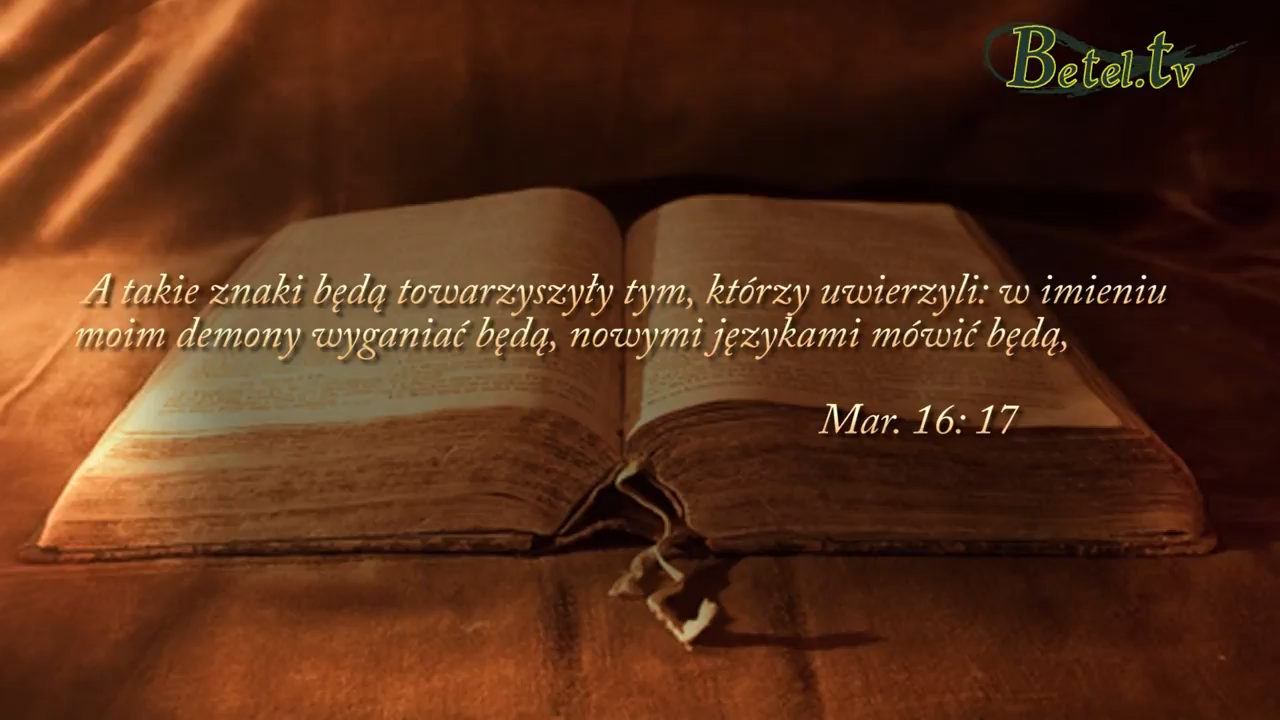 Betel.tv
A takie znaki będą towarzyszyły tym, którzy uwierzyli: w imieniu
moim demony wyganiać będą, nowymi językami mówić będą,
Mar. 16: 17